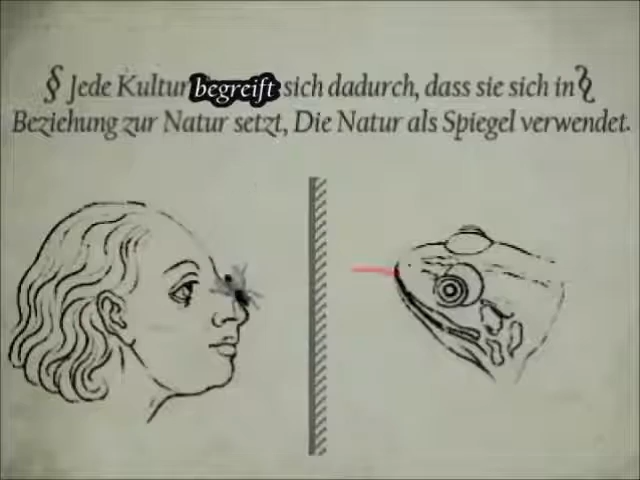 § Jede Kultur begreift sich dadurch, dass sie sich in §
Beziehung zur Natur setzt, Die Natur als Spiegel verwendet.